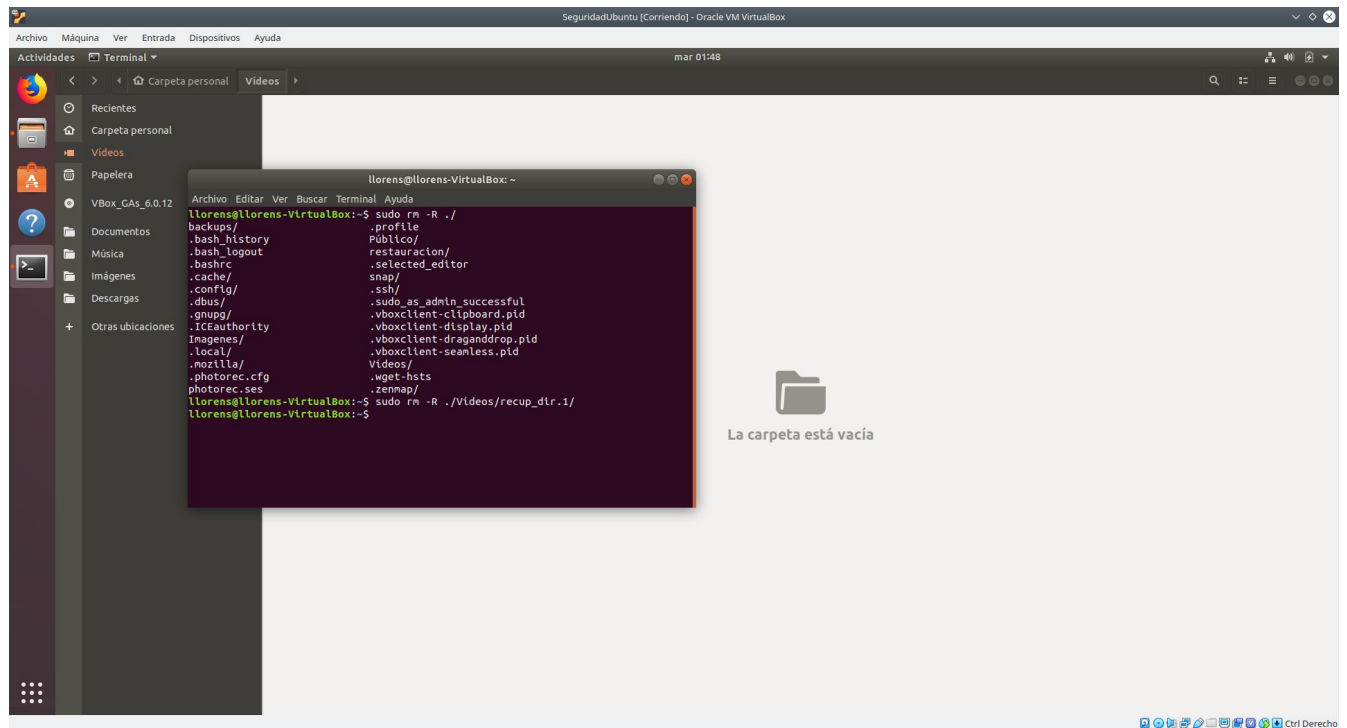 SeguridadUbuntu [Corriendo] - Oracle VM VirtualBox
Archivo Máquina Ver Entrada Dispositivos Ayuda
Actividades Terminal mar 01:48
Carpeta personal Videos
Recientes
Carpeta personal
Vídeos
Papelera
VBox_GAs_6.0.12
Documentos
Música
Imágenes
Descargas
+ Otras ubicaciones
llorens@llorens-VirtualBox: ~
Archivo Editar Ver Buscar Terminal Ayuda
llorens@llorens-VirtualBox:~$ sudo rm -R ./
backups/ .profile
.bash_history Público/
.bash_logout restauracion/
.bashrc .selected_editor
.cache/ snap/
.config/ .ssh/
.dbus/ .sudo_as_admin_successful
.gnupg/ .vboxclient-clipboard.pid
.ICEauthority .vboxclient-display.pid
Imagenes/ .vboxclient-draganddrop.pid
.local/ .vboxclient-seamless.pid
.mozilla/ Videos/
.photorec.cfg .wget-hsts
photorec.ses .zenmap/
llorens@llorens-VirtualBox:~$ sudo rm -R ./Videos/recup_dir.1/
llorens@llorens-VirtualBox:~$
La carpeta está vacía
Ctrl Derecho